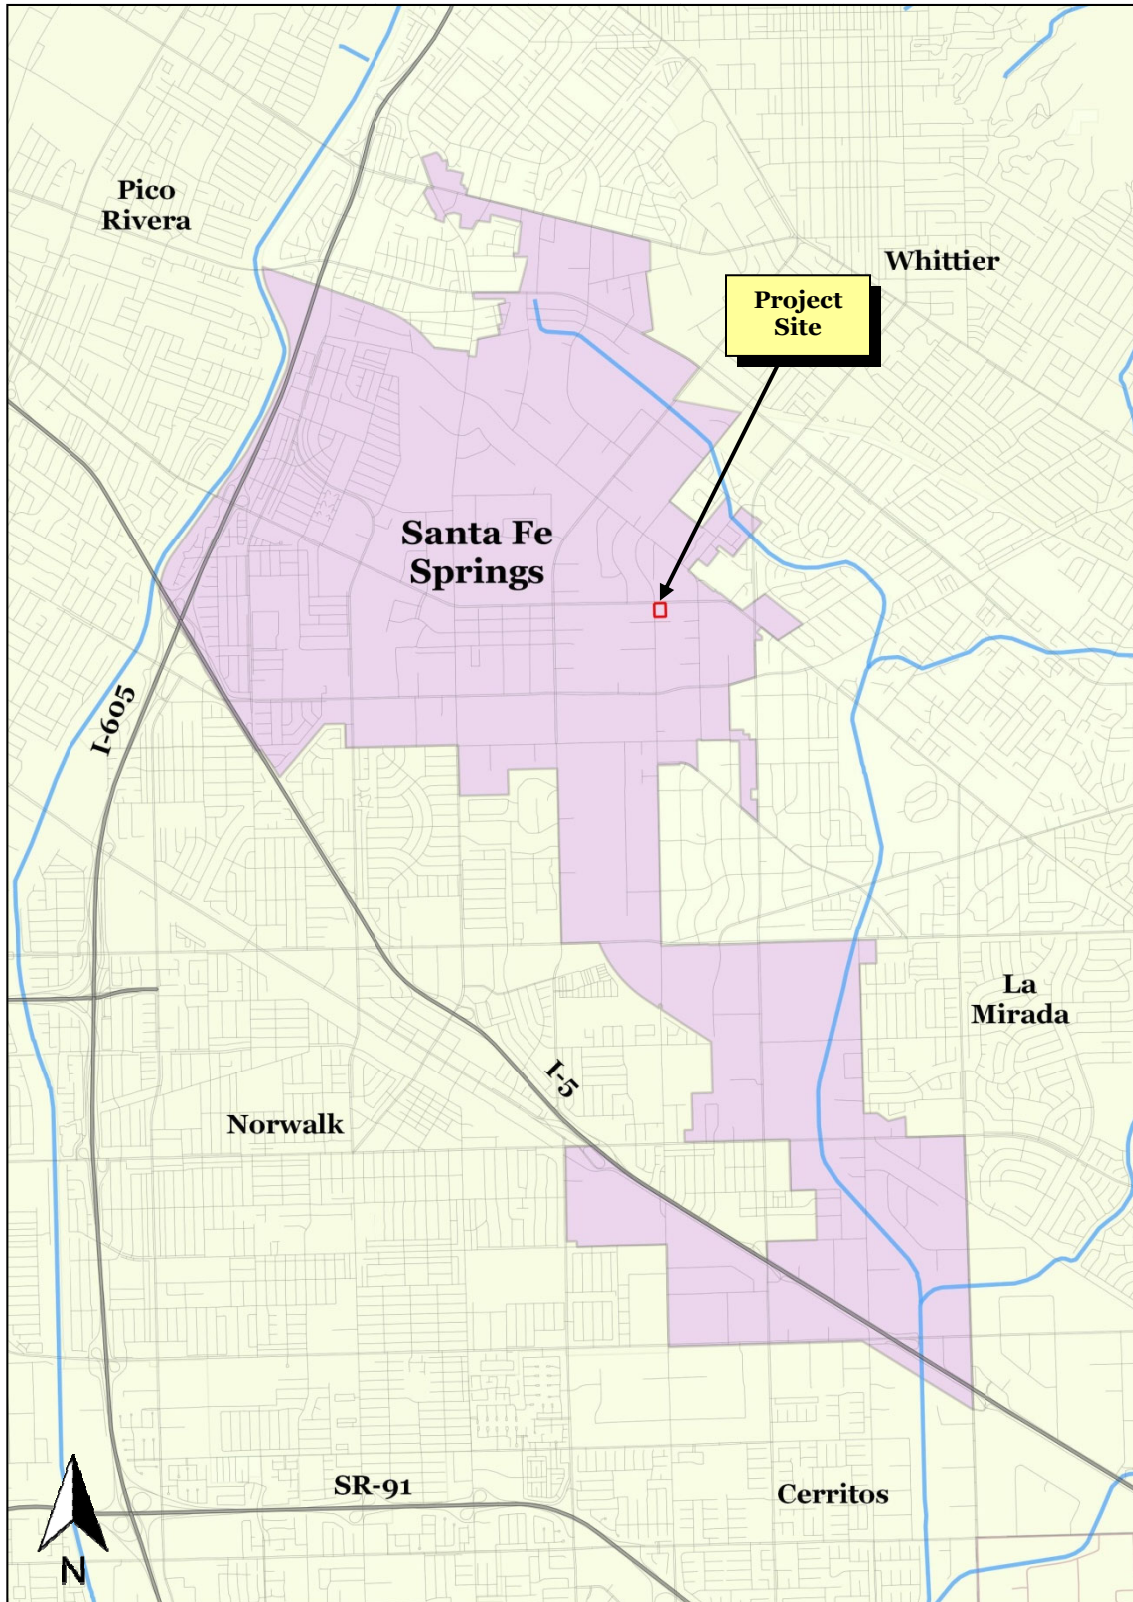 Pico
Rivera
Whittier
Project
Site
Santa Fe
Springs
I-605
La
Mirada
I-5
Norwalk
SR-91
Cerritos
N